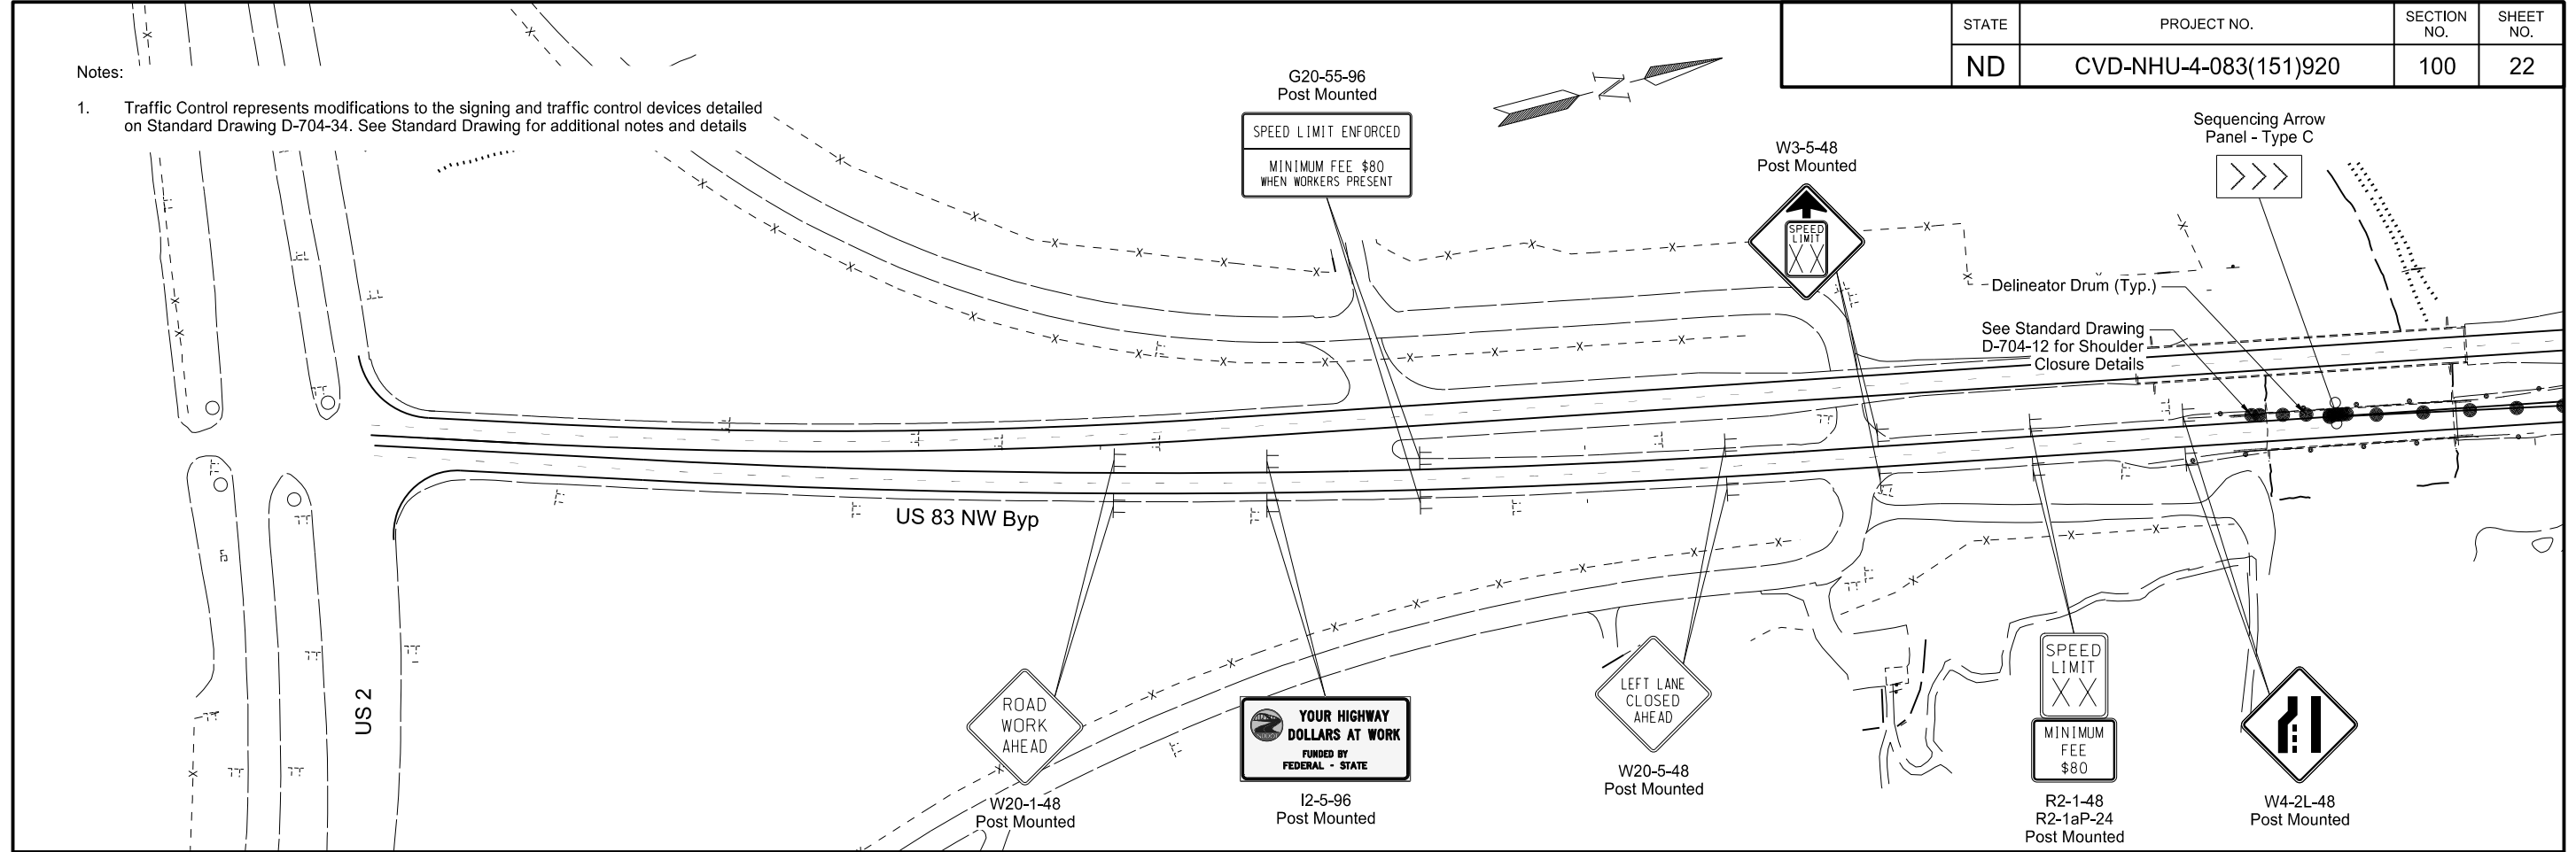 STATE
PROJECT NO.
SECTION
NO.
SHEET
NO.
ND
CVD-NHU-4-083(151)920
100
22
Notes:
1. Traffic Control represents modifications to the signing and traffic control devices detailed
on Standard Drawing D-704-34. See Standard Drawing for additional notes and details
G20-55-96
Post Mounted
SPEED LIMIT ENFORCED
MINIMUM FEE $80
WHEN WORKERS PRESENT
N
W3-5-48
Post Mounted
SPEED
LIMIT
XX
Sequencing Arrow
Panel - Type C
Delineator Drum (Typ.)
See Standard Drawing
D-704-12 for Shoulder
Closure Details
US 83 NW Byp
US 2
ROAD
WORK
AHEAD
W20-1-48
Post Mounted
YOUR HIGHWAY
DOLLARS AT WORK
FUNDED BY
FEDERAL - STATE
I2-5-96
Post Mounted
LEFT LANE
CLOSED
AHEAD
W20-5-48
Post Mounted
SPEED
LIMIT
XX
MINIMUM
FEE
$80
R2-1-48
R2-1aP-24
Post Mounted
W4-2L-48
Post Mounted